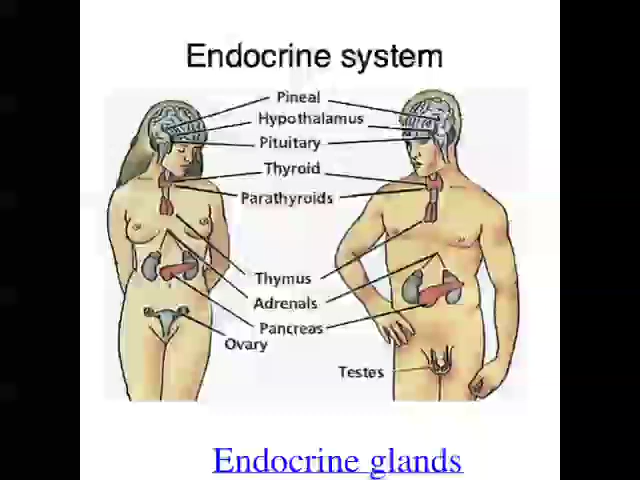 Endocrine system
Pineal
Hypothalamus
Pituitary
Thyroid
Parathyroids
Thymus
Adrenals
Pancreas
Ovary
Testes
Endocrine glands